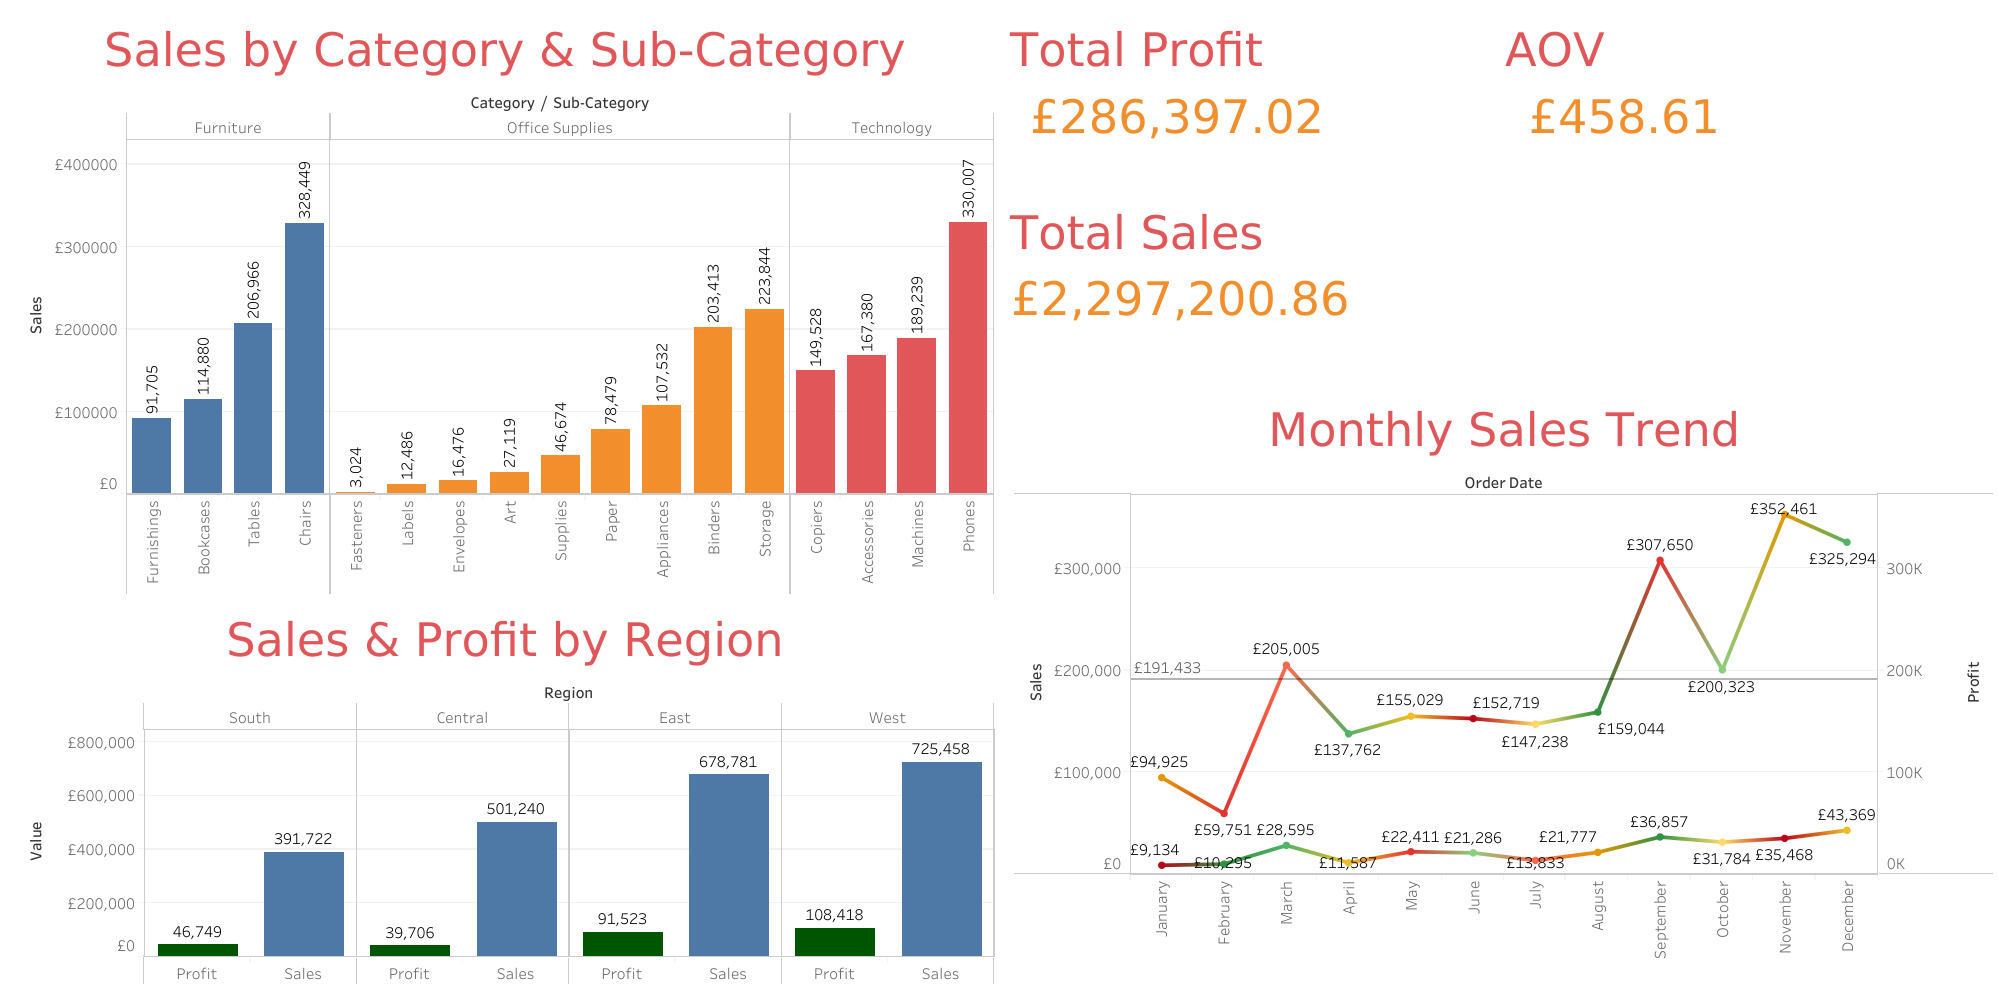 Sales by Category & Sub-Category
Category / Sub-Category
Furniture
Office Supplies
Technology
Sales
£400000
£300000
£200000
£100000
£0
91,705
114,880
206,966
328,449
3,024
12,486
16,476
27,119
46,674
78,479
107,532
203,413
223,844
149,528
167,380
189,239
330,007
Furnishings
Bookcases
Tables
Chairs
Fasteners
Labels
Envelopes
Art
Supplies
Paper
Appliances
Binders
Storage
Copiers
Accessories
Machines
Phones
Total Profit
£286,397.02
AOV
£458.61
Total Sales
£2,297,200.86
Sales & Profit by Region
Region
South
Central
East
West
Value
£800,000
£600,000
£400,000
£200,000
£0
46,749
391,722
39,706
501,240
91,523
678,781
108,418
725,458
Profit
Sales
Profit
Sales
Profit
Sales
Profit
Sales
Monthly Sales Trend
Order Date
Sales
£300,000
£200,000
£100,000
£0
£191,433
£94,925
£59,751
£205,005
£137,762
£155,029
£152,719
£147,238
£159,044
£307,650
£200,323
£352,461
£325,294
£9,134
£10,295
£28,595
£11,587
£22,411
£21,286
£13,833
£21,777
£36,857
£31,784
£35,468
£43,369
300K
200K
100K
0K
Profit
January
February
March
April
May
June
July
August
September
October
November
December